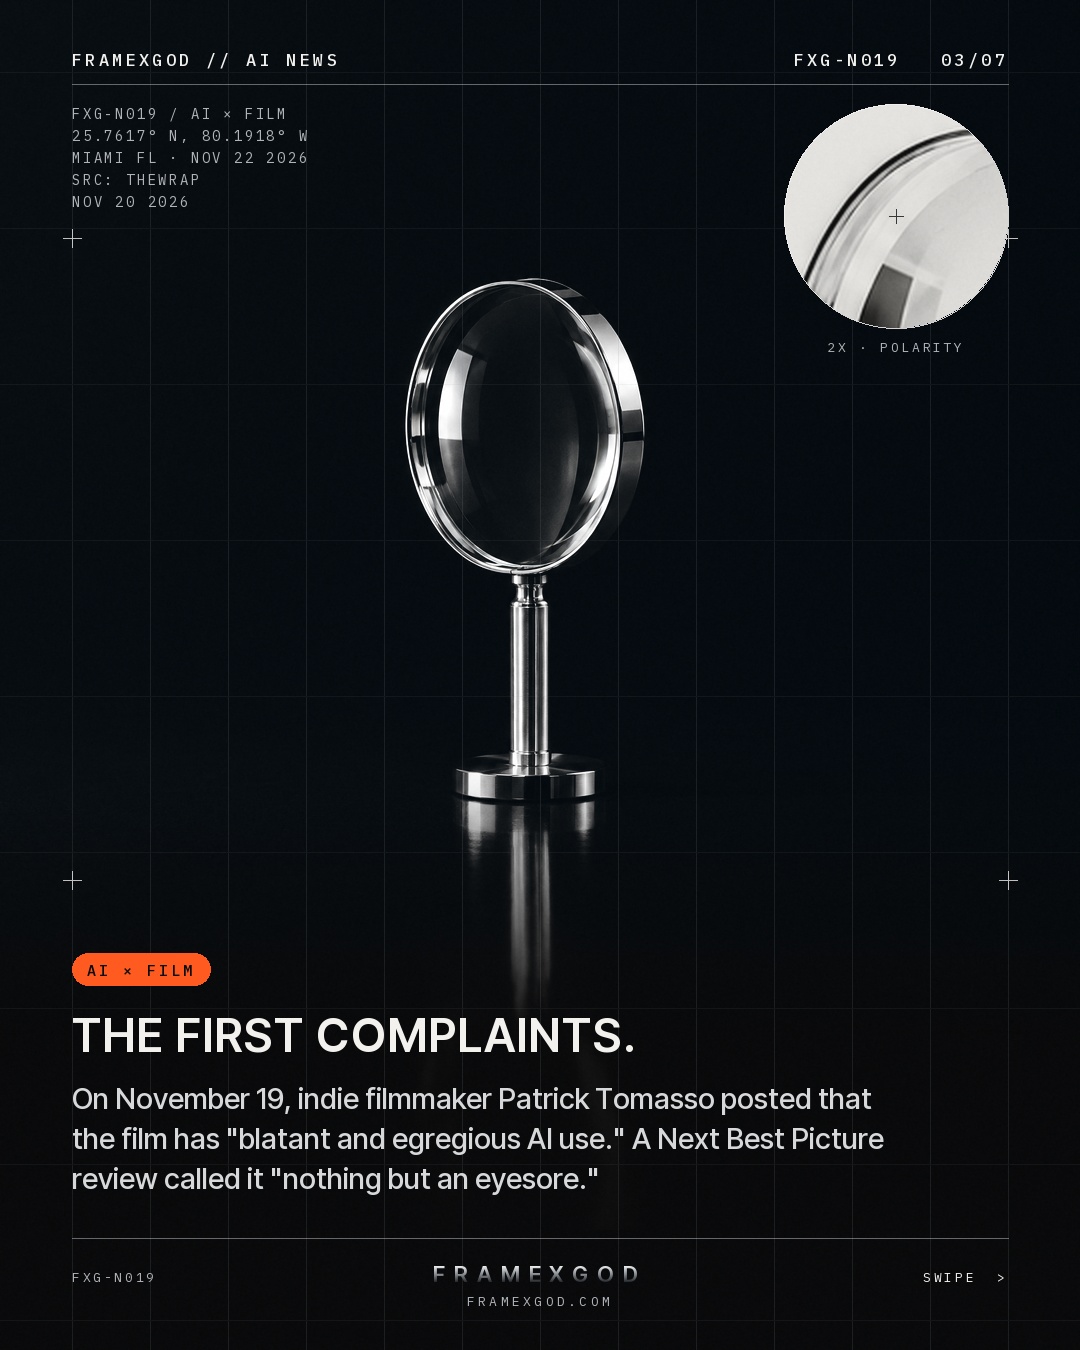 FRAMEXGOD // AI NEWS
FXG-N019 03/07
FXG-N019 / AI × FILM
25.7617° N, 80.1918° W
MIAMI FL · NOV 22 2026
SRC: THEWRAP
NOV 20 2026
2X · POLARITY
AI × FILM
THE FIRST COMPLAINTS.
On November 19, indie filmmaker Patrick Tomasso posted that
the film has "blatant and egregious AI use." A Next Best Picture
review called it "nothing but an eyesore."
FXG-N019
FRAMEXGOD
FRAMEXGOD.COM
SWIPE >